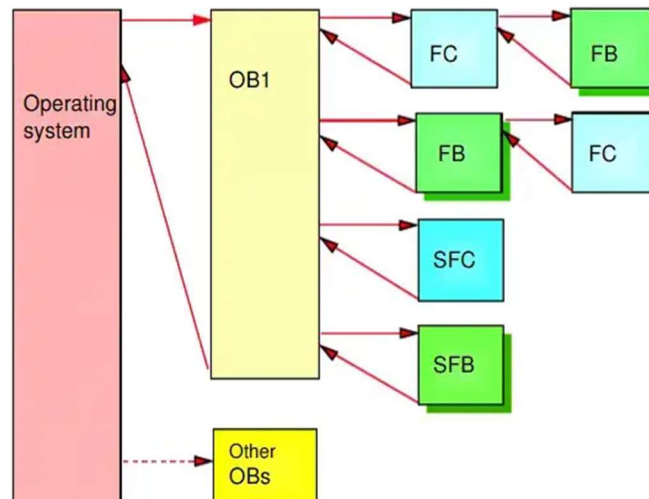 Operating
system
OB1
FC
FB
FB
FC
SFC
SFB
Other
OBs